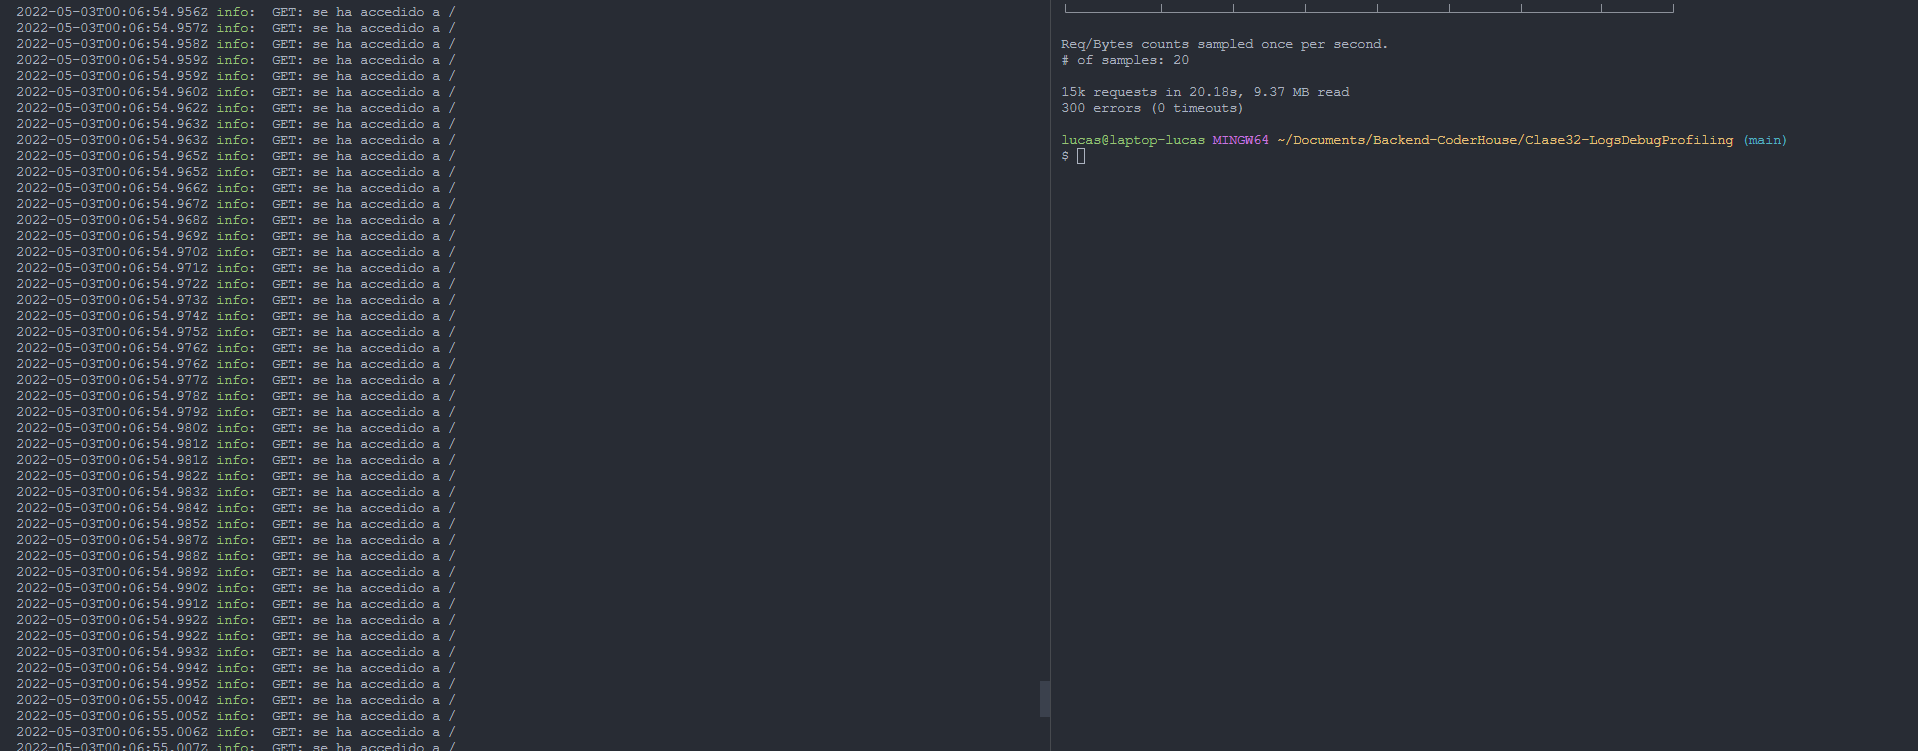 2022-05-03T00:06:54.956Z info:  GET: se ha accedido a /
2022-05-03T00:06:54.957Z info:  GET: se ha accedido a /
2022-05-03T00:06:54.958Z info:  GET: se ha accedido a /
2022-05-03T00:06:54.959Z info:  GET: se ha accedido a /
2022-05-03T00:06:54.959Z info:  GET: se ha accedido a /
2022-05-03T00:06:54.960Z info:  GET: se ha accedido a /
2022-05-03T00:06:54.962Z info:  GET: se ha accedido a /
2022-05-03T00:06:54.963Z info:  GET: se ha accedido a /
2022-05-03T00:06:54.963Z info:  GET: se ha accedido a /
2022-05-03T00:06:54.965Z info:  GET: se ha accedido a /
2022-05-03T00:06:54.965Z info:  GET: se ha accedido a /
2022-05-03T00:06:54.966Z info:  GET: se ha accedido a /
2022-05-03T00:06:54.967Z info:  GET: se ha accedido a /
2022-05-03T00:06:54.968Z info:  GET: se ha accedido a /
2022-05-03T00:06:54.969Z info:  GET: se ha accedido a /
2022-05-03T00:06:54.970Z info:  GET: se ha accedido a /
2022-05-03T00:06:54.971Z info:  GET: se ha accedido a /
2022-05-03T00:06:54.972Z info:  GET: se ha accedido a /
2022-05-03T00:06:54.973Z info:  GET: se ha accedido a /
2022-05-03T00:06:54.974Z info:  GET: se ha accedido a /
2022-05-03T00:06:54.975Z info:  GET: se ha accedido a /
2022-05-03T00:06:54.976Z info:  GET: se ha accedido a /
2022-05-03T00:06:54.976Z info:  GET: se ha accedido a /
2022-05-03T00:06:54.977Z info:  GET: se ha accedido a /
2022-05-03T00:06:54.978Z info:  GET: se ha accedido a /
2022-05-03T00:06:54.979Z info:  GET: se ha accedido a /
2022-05-03T00:06:54.980Z info:  GET: se ha accedido a /
2022-05-03T00:06:54.981Z info:  GET: se ha accedido a /
2022-05-03T00:06:54.981Z info:  GET: se ha accedido a /
2022-05-03T00:06:54.982Z info:  GET: se ha accedido a /
2022-05-03T00:06:54.983Z info:  GET: se ha accedido a /
2022-05-03T00:06:54.984Z info:  GET: se ha accedido a /
2022-05-03T00:06:54.985Z info:  GET: se ha accedido a /
2022-05-03T00:06:54.987Z info:  GET: se ha accedido a /
2022-05-03T00:06:54.988Z info:  GET: se ha accedido a /
2022-05-03T00:06:54.989Z info:  GET: se ha accedido a /
2022-05-03T00:06:54.990Z info:  GET: se ha accedido a /
2022-05-03T00:06:54.991Z info:  GET: se ha accedido a /
2022-05-03T00:06:54.992Z info:  GET: se ha accedido a /
2022-05-03T00:06:54.992Z info:  GET: se ha accedido a /
2022-05-03T00:06:54.993Z info:  GET: se ha accedido a /
2022-05-03T00:06:54.994Z info:  GET: se ha accedido a /
2022-05-03T00:06:54.995Z info:  GET: se ha accedido a /
2022-05-03T00:06:55.004Z info:  GET: se ha accedido a /
2022-05-03T00:06:55.005Z info:  GET: se ha accedido a /
2022-05-03T00:06:55.006Z info:  GET: se ha accedido a /
2022-05-03T00:06:55.007Z info:  GET: se ha accedido a /
Req/Bytes counts sampled once per second.
# of samples: 20
15k requests in 20.18s, 9.37 MB read
300 errors (0 timeouts)
lucas@laptop-lucas MINGW64 ~/Documents/Backend-CoderHouse/Clase32-LogsDebugProfiling (main)
$